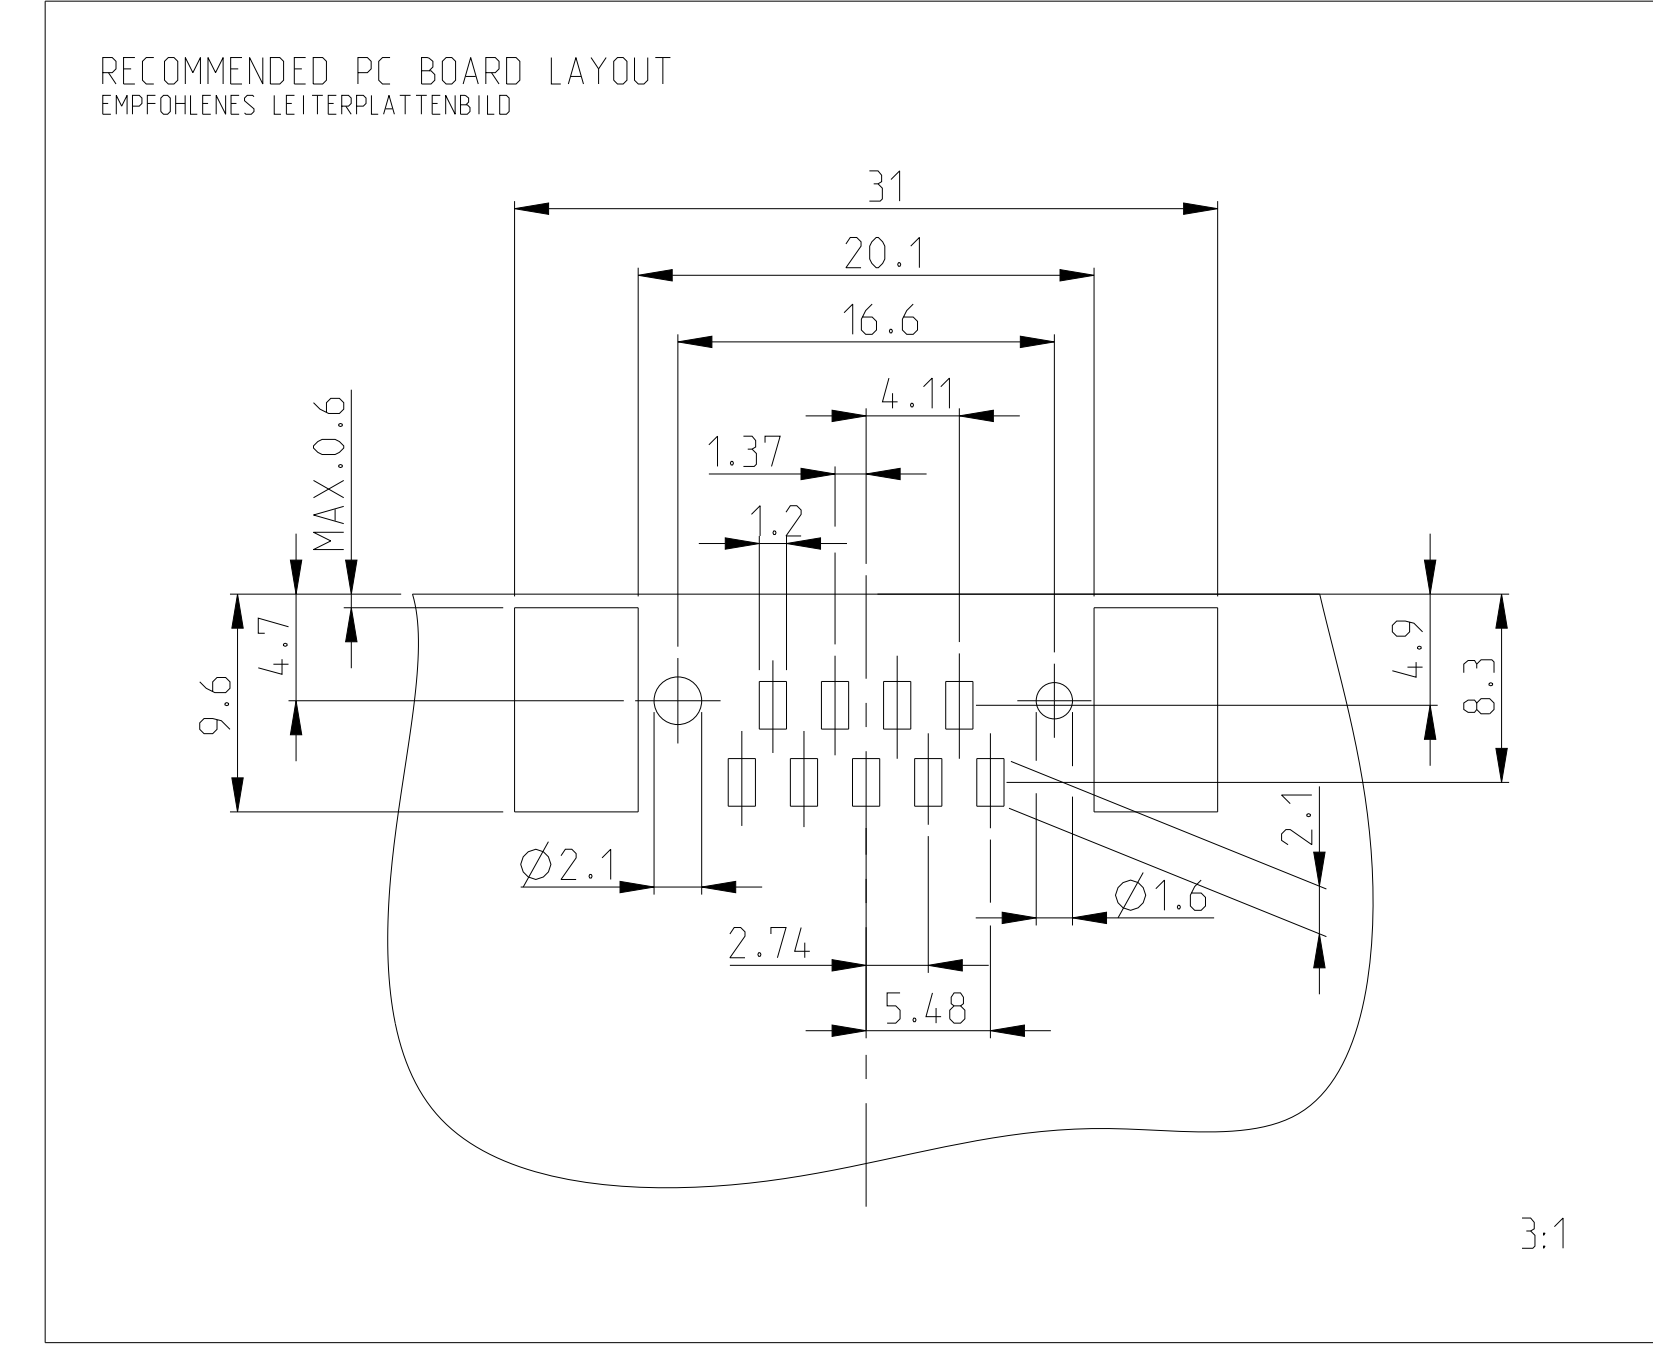 RECOMMENDED PC BOARD LAYOUT
EMPFOHLENES LEITERPLATTENBILD
31
20.1
16.6
4.11
1.37
1.2
MAX.0.6
4.7
9.6
4.9
8.3
2.1
Ø2.1
Ø1.6
2.74
5.48
3:1